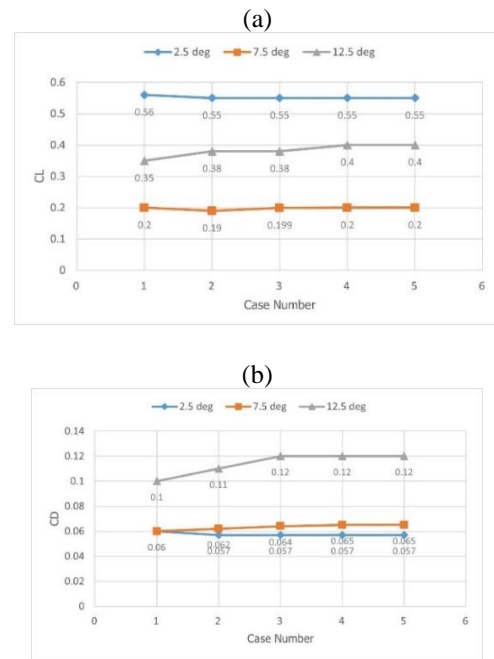 (a)
2.5 deg 7.5 deg 12.5 deg
0.6
0.5
0.4
0.3
0.2
0.1
0
CL
0.56 0.55 0.55 0.55 0.55
0.35 0.38 0.38 0.4 0.4
0.2 0.19 0.199 0.2 0.2
0 1 2 3 4 5 6
Case Number
(b)
2.5 deg 7.5 deg 12.5 deg
0.14
0.12
0.1
0.08
0.06
0.04
0.02
0
CD
0.1 0.11 0.12 0.12 0.12
0.06 0.062 0.064 0.065 0.065
0.057 0.057 0.057 0.057
0 1 2 3 4 5 6
Case Number